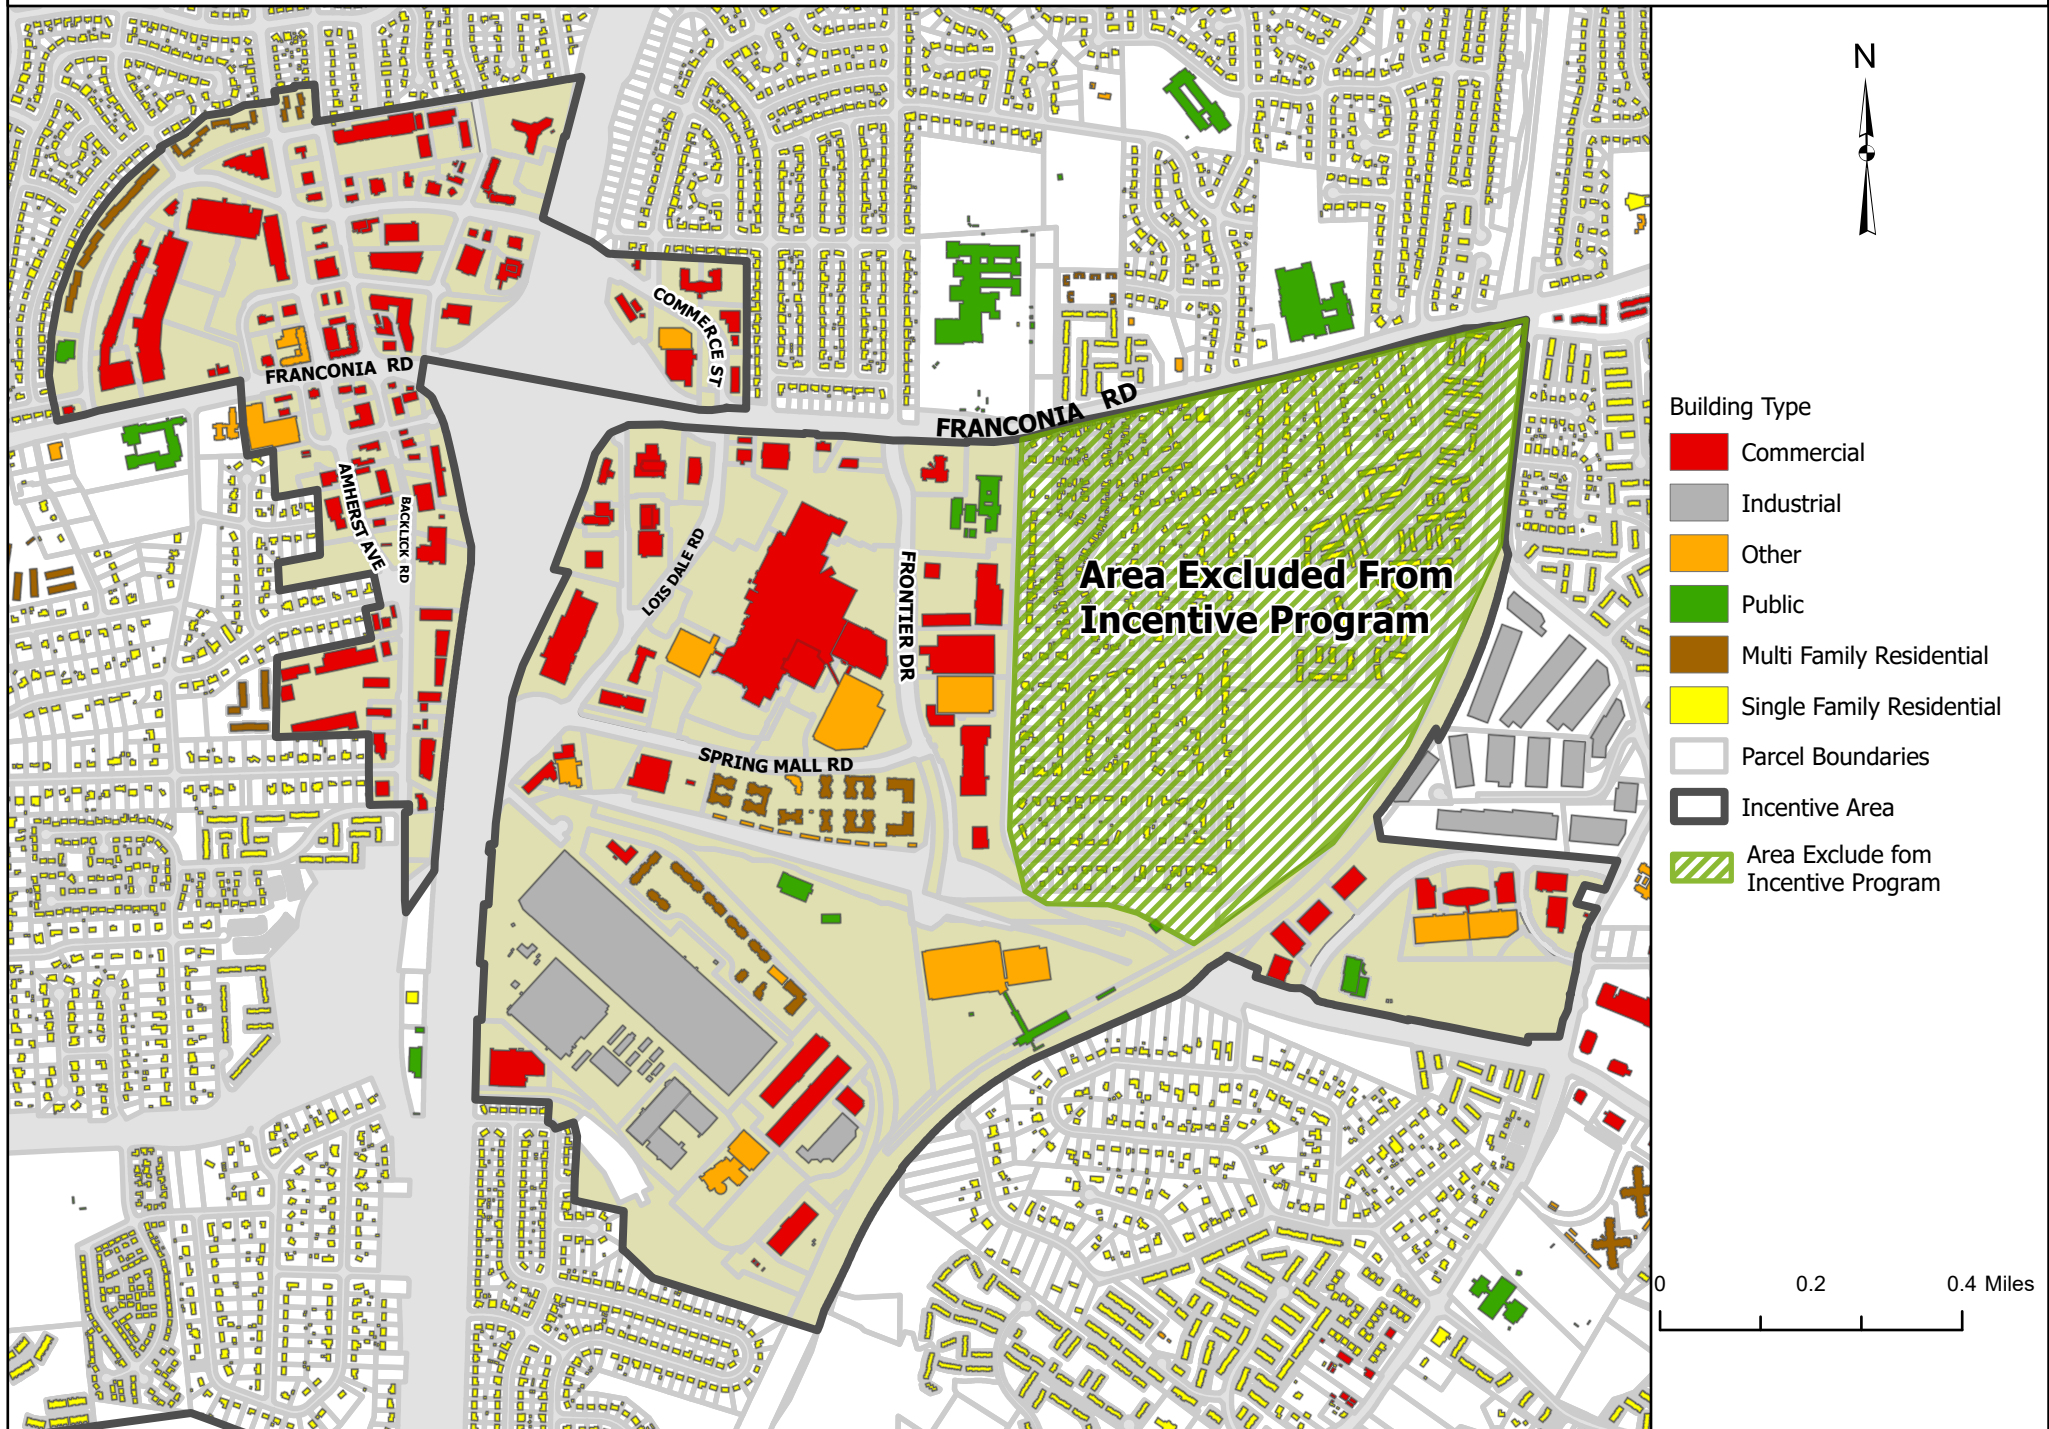 COMMERCE ST
FRANCONIA RD
FRANCONIA RD
AMHERST AVE
BACKLICK RD
LOIS DALE RD
FRONTIER DR
Area Excluded From
Incentive Program
SPRING MALL RD
N
Building Type
Commercial
Industrial
Other
Public
Multi Family Residential
Single Family Residential
Parcel Boundaries
Incentive Area
Area Exclude fom
Incentive Program
0 0.2 0.4 Miles